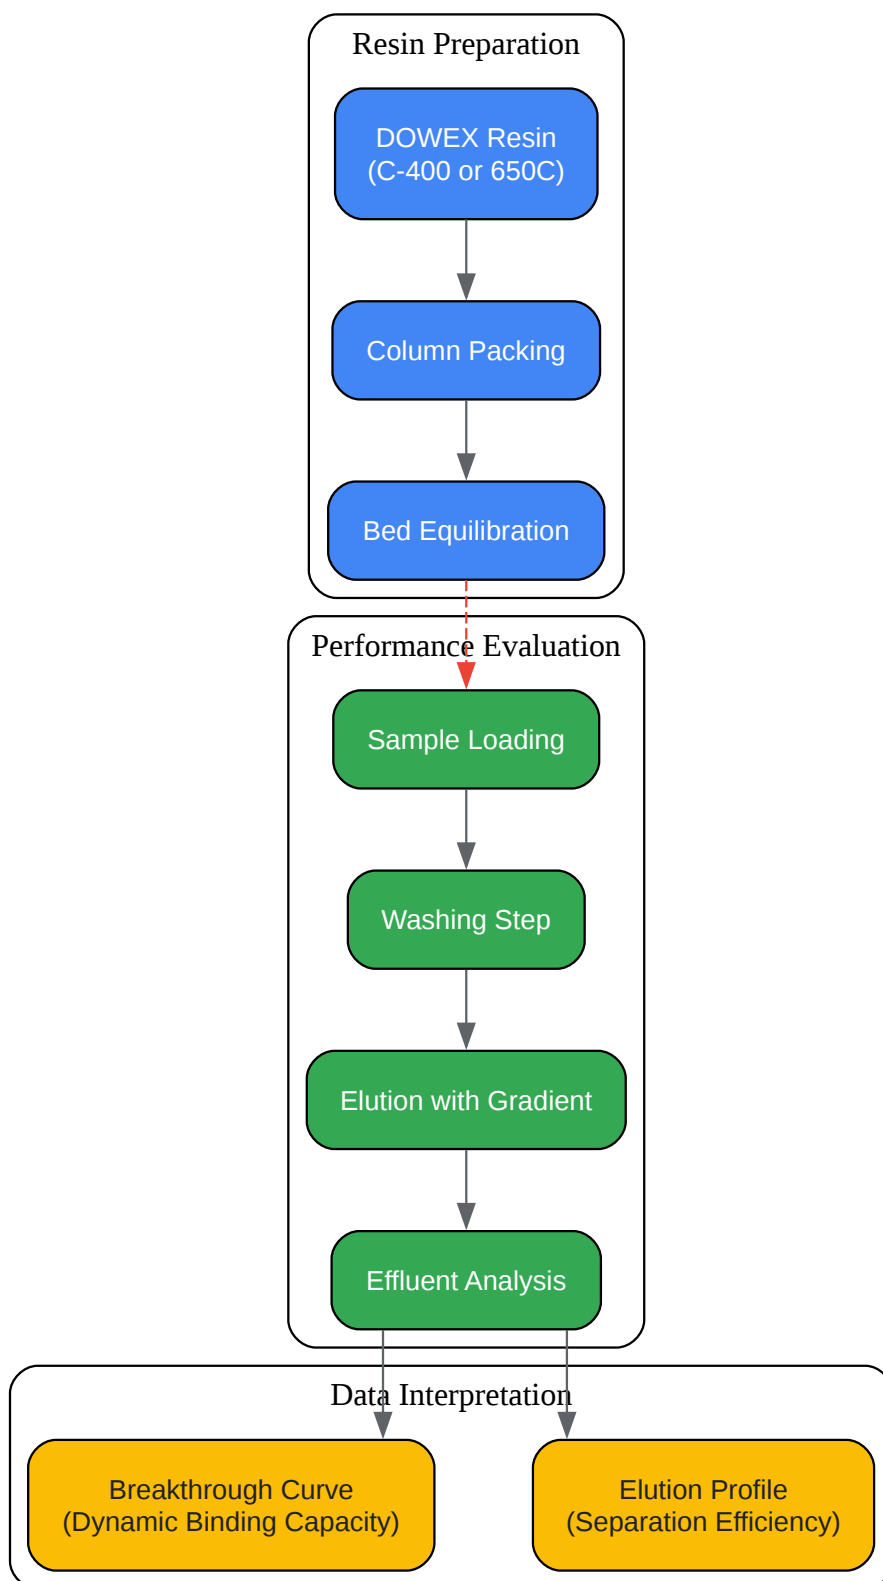 Resin Preparation
DOWEX Resin
(C-400 or 650C)
Column Packing
Bed Equilibration
Performance Evaluation
Sample Loading
Washing Step
Elution with Gradient
Effluent Analysis
Data Interpretation
Breakthrough Curve
(Dynamic Binding Capacity)
Elution Profile
(Separation Efficiency)